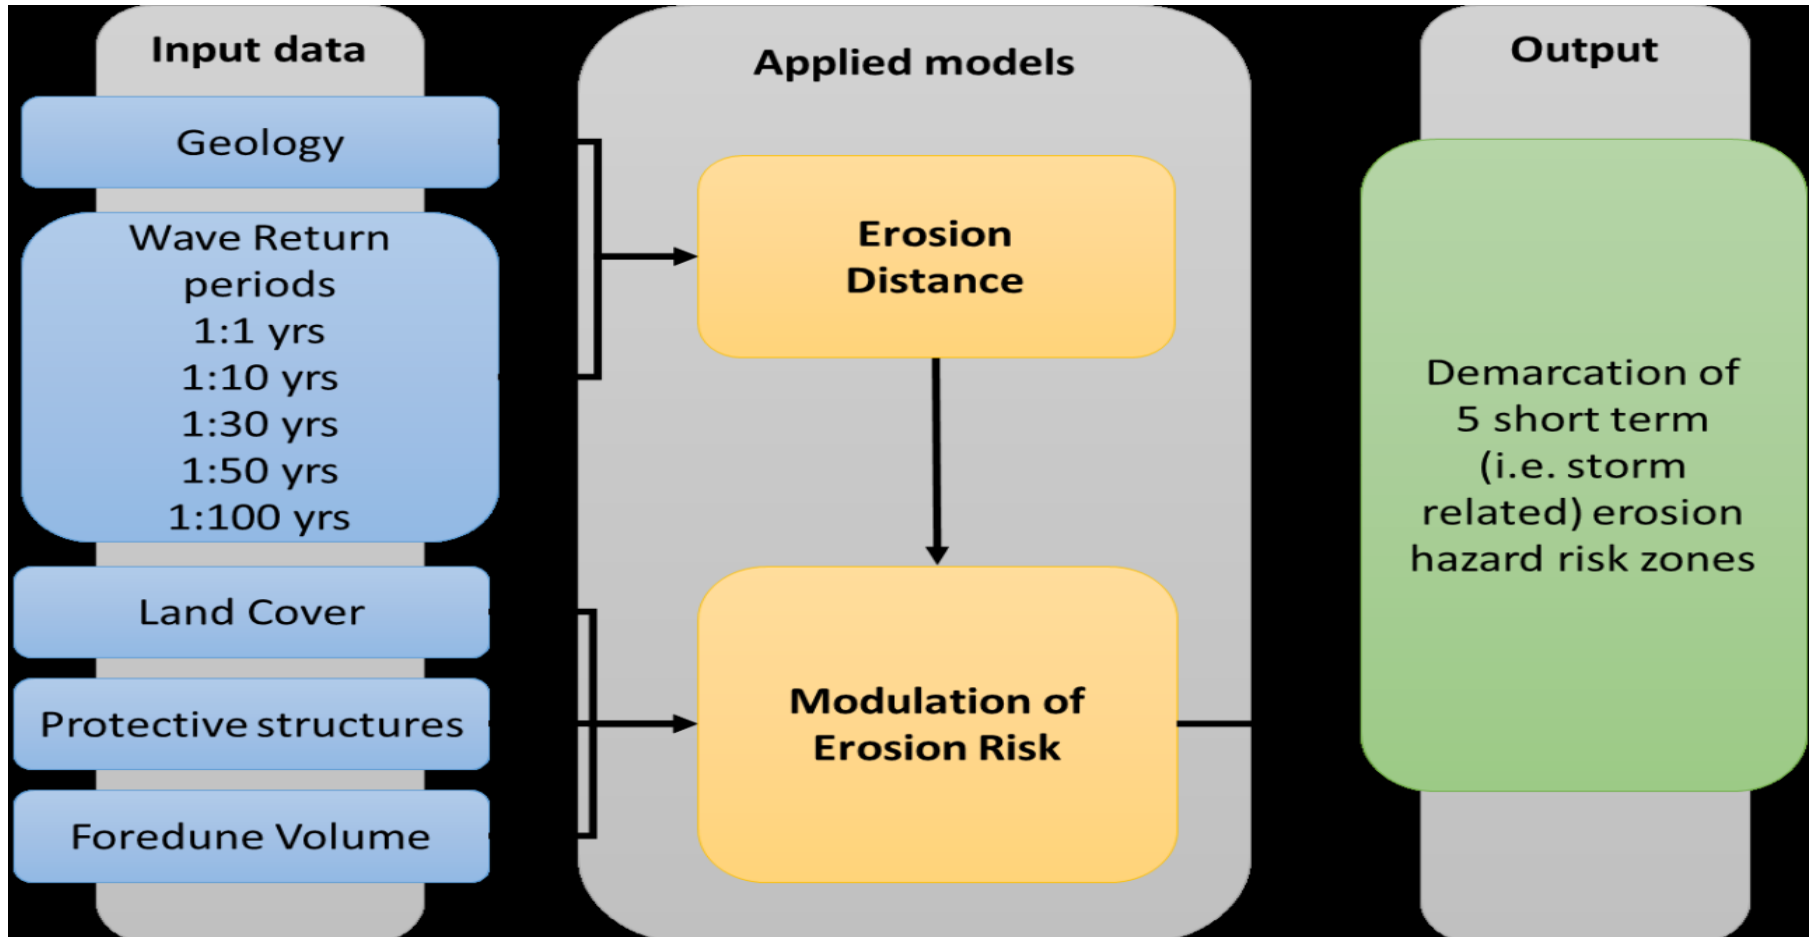 Input data
Geology
Wave Return
periods
1:1 yrs
1:10 yrs
1:30 yrs
1:50 yrs
1:100 yrs
Land Cover
Protective structures
Foredune Volume
Applied models
Erosion
Distance
Modulation of
Erosion Risk
Output
Demarcation of
5 short term
(i.e. storm
related) erosion
hazard risk zones